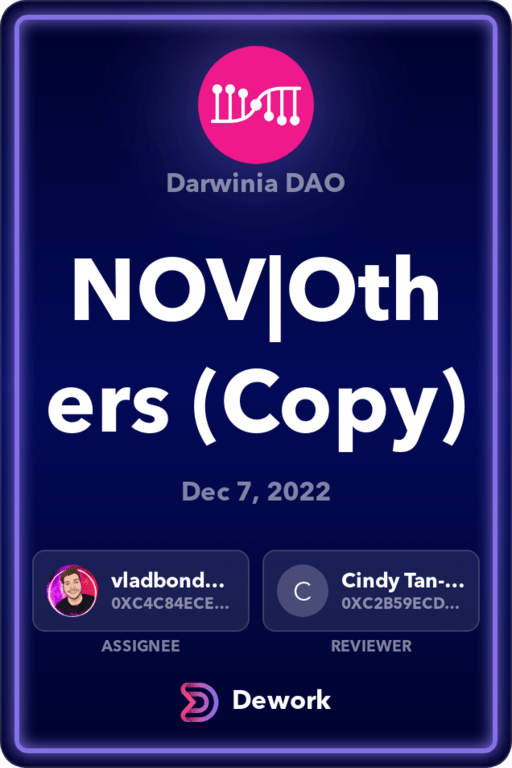 Darwinia DAO
NOV|Oth
ers (Copy)
Dec 7, 2022
vladbond...
0XC4C84ECE...
ASSIGNEE
C
Cindy Tan-...
0XC2B59ECD...
REVIEWER
Dework